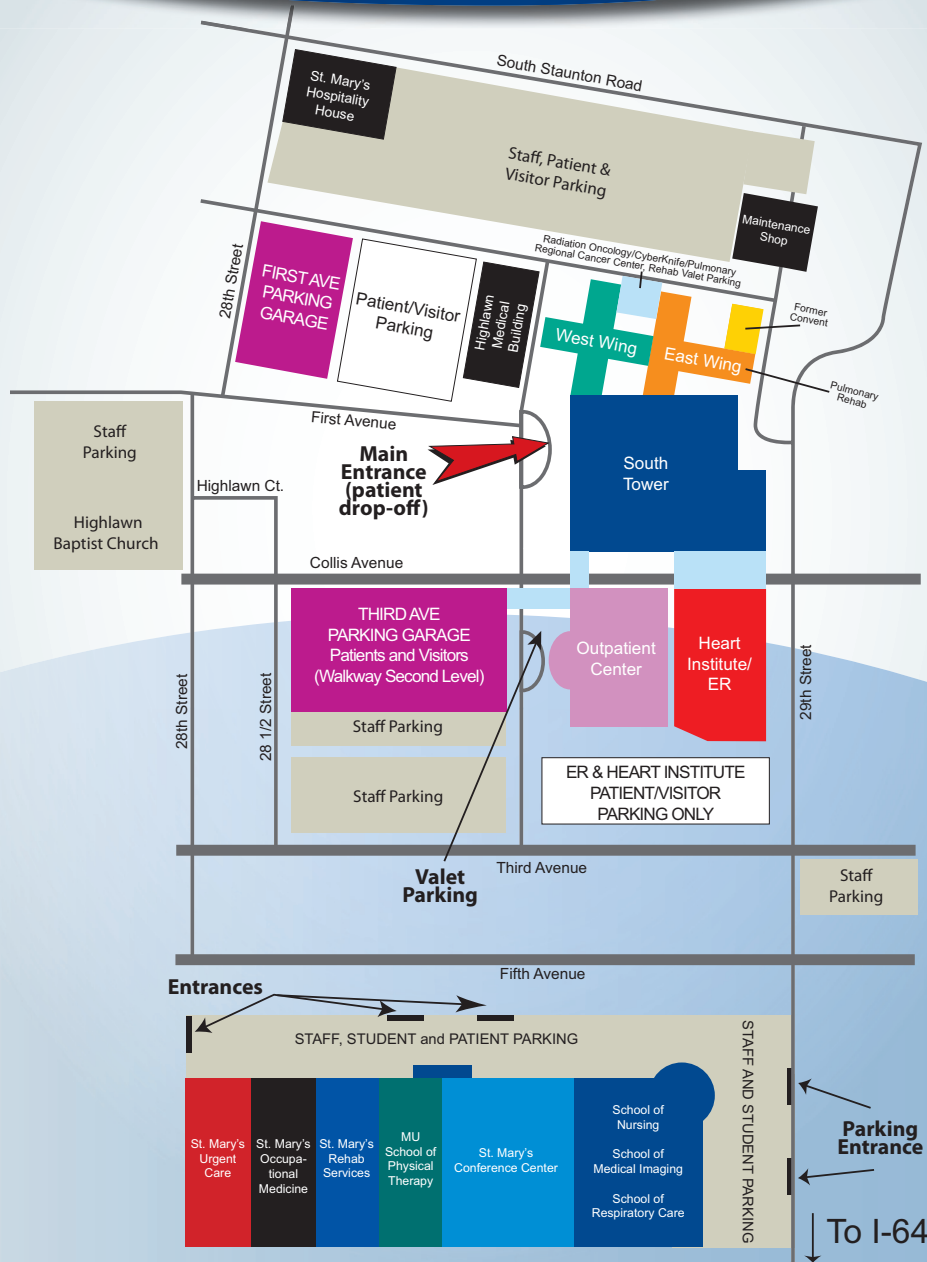 South Staunton Road
St. Mary's
Hospitality
House
Staff, Patient &
Visitor Parking
Maintenance
Shop
Radiation Oncology/CyberKnife/Pulmonary
Regional Cancer Center, Rehab Valet Parking
28th Street
FIRST AVE
PARKING
GARAGE
Patient/Visitor
Parking
Highlawn
Medical
Building
West Wing
East Wing
Former
Convent
Pulmonary
Rehab
First Avenue
Staff
Parking
Highlawn
Baptist Church
Main
Entrance
(patient
drop-off)
South
Tower
Highlawn Ct.
Collis Avenue
THIRD AVE
PARKING GARAGE
Patients and Visitors
(Walkway Second Level)
Outpatient
Center
Heart
Institute/
ER
28th Street
28 1/2 Street
29th Street
Staff Parking
Staff Parking
ER & HEART INSTITUTE
PATIENT/VISITOR
PARKING ONLY
Valet
Parking
Third Avenue
Staff
Parking
Fifth Avenue
Entrances
STAFF, STUDENT and PATIENT PARKING
STAFF AND STUDENT PARKING
St. Mary's
Urgent
Care
St. Mary's
Occupa-
tional
Medicine
St. Mary's
Rehab
Services
MU
School of
Physical
Therapy
St. Mary's
Conference Center
School of
Nursing
School of
Medical Imaging
School of
Respiratory Care
Parking
Entrance
To I-64